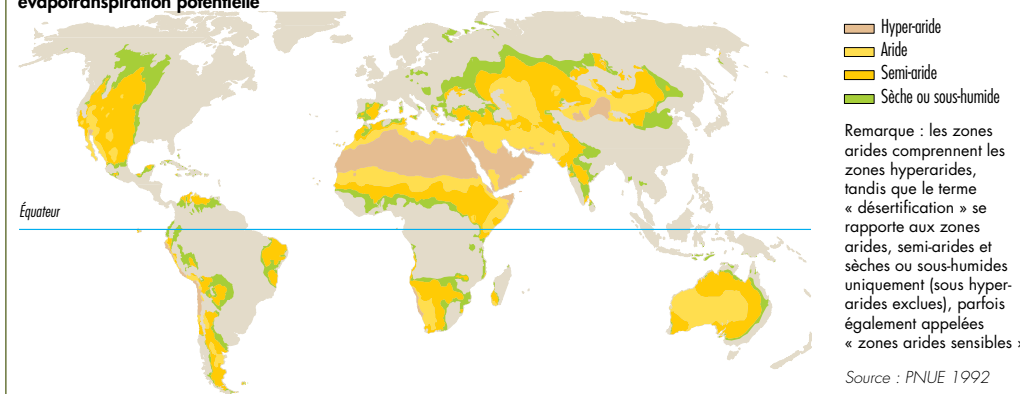 évapotranspiration potentielle
Hyper-aride
Aride
Semi-aride
Sèche ou sous-humide
Remarque : les zones
arides comprennent les
zones hyperarides,
tandis que le terme
« désertification » se
rapporte aux zones
arides, semi-arides et
sèches ou sous-humides
uniquement (sous hyper-
arides exclues), parfois
également appelées
« zones arides sensibles »
Source : PNUE 1992
Équateur